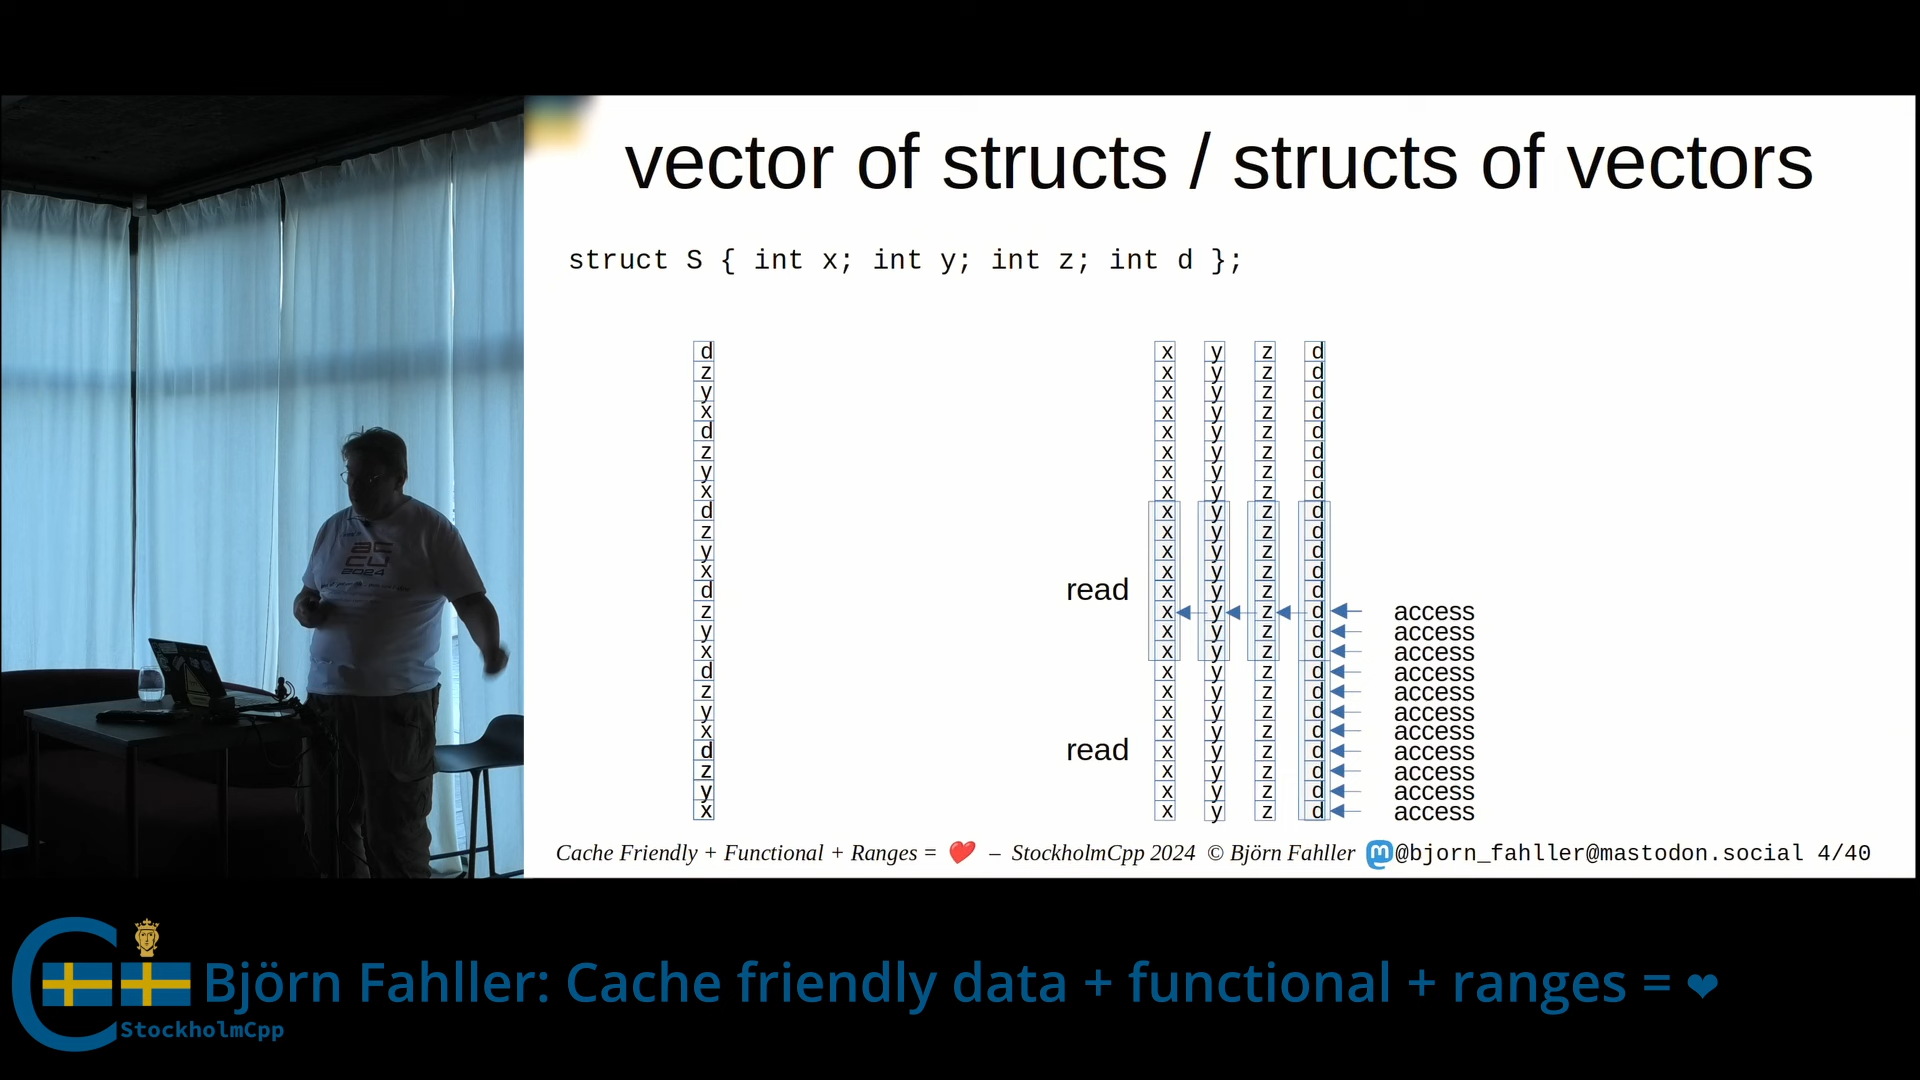 vector of structs / structs of vectors
struct S { int x; int y; int z; int d };
d
z
y
x
d
z
y
x
d
z
y
x
d
z
y
x
d
z
y
x
d
z
y
x
x y z d
x y z d
x y z d
x y z d
x y z d
x y z d
x y z d
x y z d
x y z d
x y z d
x y z d
x y z d
read x y z d
x y z d access
x y z d access
x y z d access
x y z d access
x y z d access
x y z d access
x y z d access
read x y z d access
x y z d access
x y z d access
x y z d access
Cache Friendly + Functional + Ranges = ❤️ – StockholmCpp 2024 © Björn Fahller @bjorn_fahller@mastodon.social 4/40
accu
2024
Björn Fahller: Cache friendly data + functional + ranges = ❤
StockholmCpp